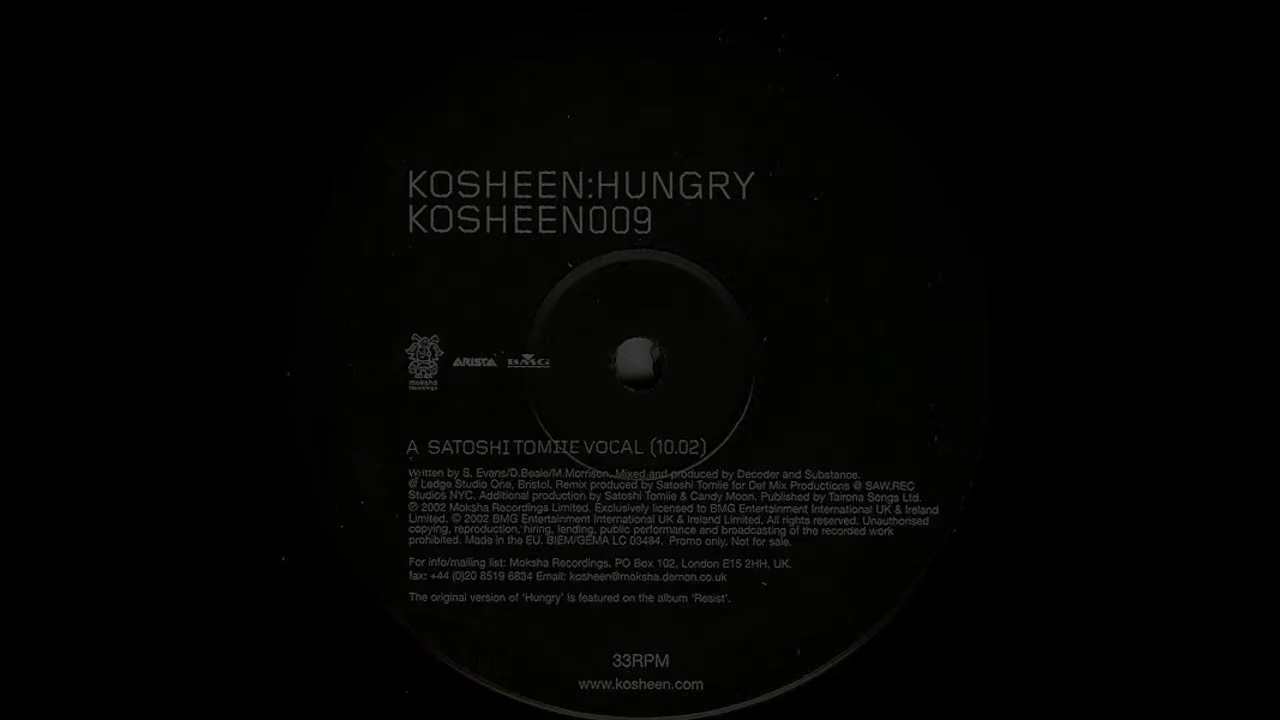 KOSHEEN:HUNGRY
KOSHEEN009
moksha
recordings
ARISTA
BMG
A SATOSHI TOMIIE VOCAL (10.02)
Written by S. Evans/D.Beale/M.Morrison. Mixed and produced by Decoder and Substance.
@ Ledge Studio One, Bristol. Remix produced by Satoshi Tomiie for Def Mix Productions @ SAW.REC
Studios NYC. Additional production by Satoshi Tomiie & Candy Moon. Published by Tairona Songs Ltd.
℗ 2002 Moksha Recordings Limited. Exclusively licensed to BMG Entertainment International UK & Ireland
Limited. © 2002 BMG Entertainment International UK & Ireland Limited. All rights reserved. Unauthorised
copying, reproduction, hiring, lending, public performance and broadcasting of the recorded work
prohibited. Made in the EU. BIEM/GEMA LC 03484. Promo only. Not for sale.
For info/mailing list: Moksha Recordings, PO Box 102, London E15 2HH, UK.
fax: +44 (0)20 8519 6834 Email: kosheen@moksha.demon.co.uk
The original version of 'Hungry' is featured on the album 'Resist'.
33RPM
www.kosheen.com